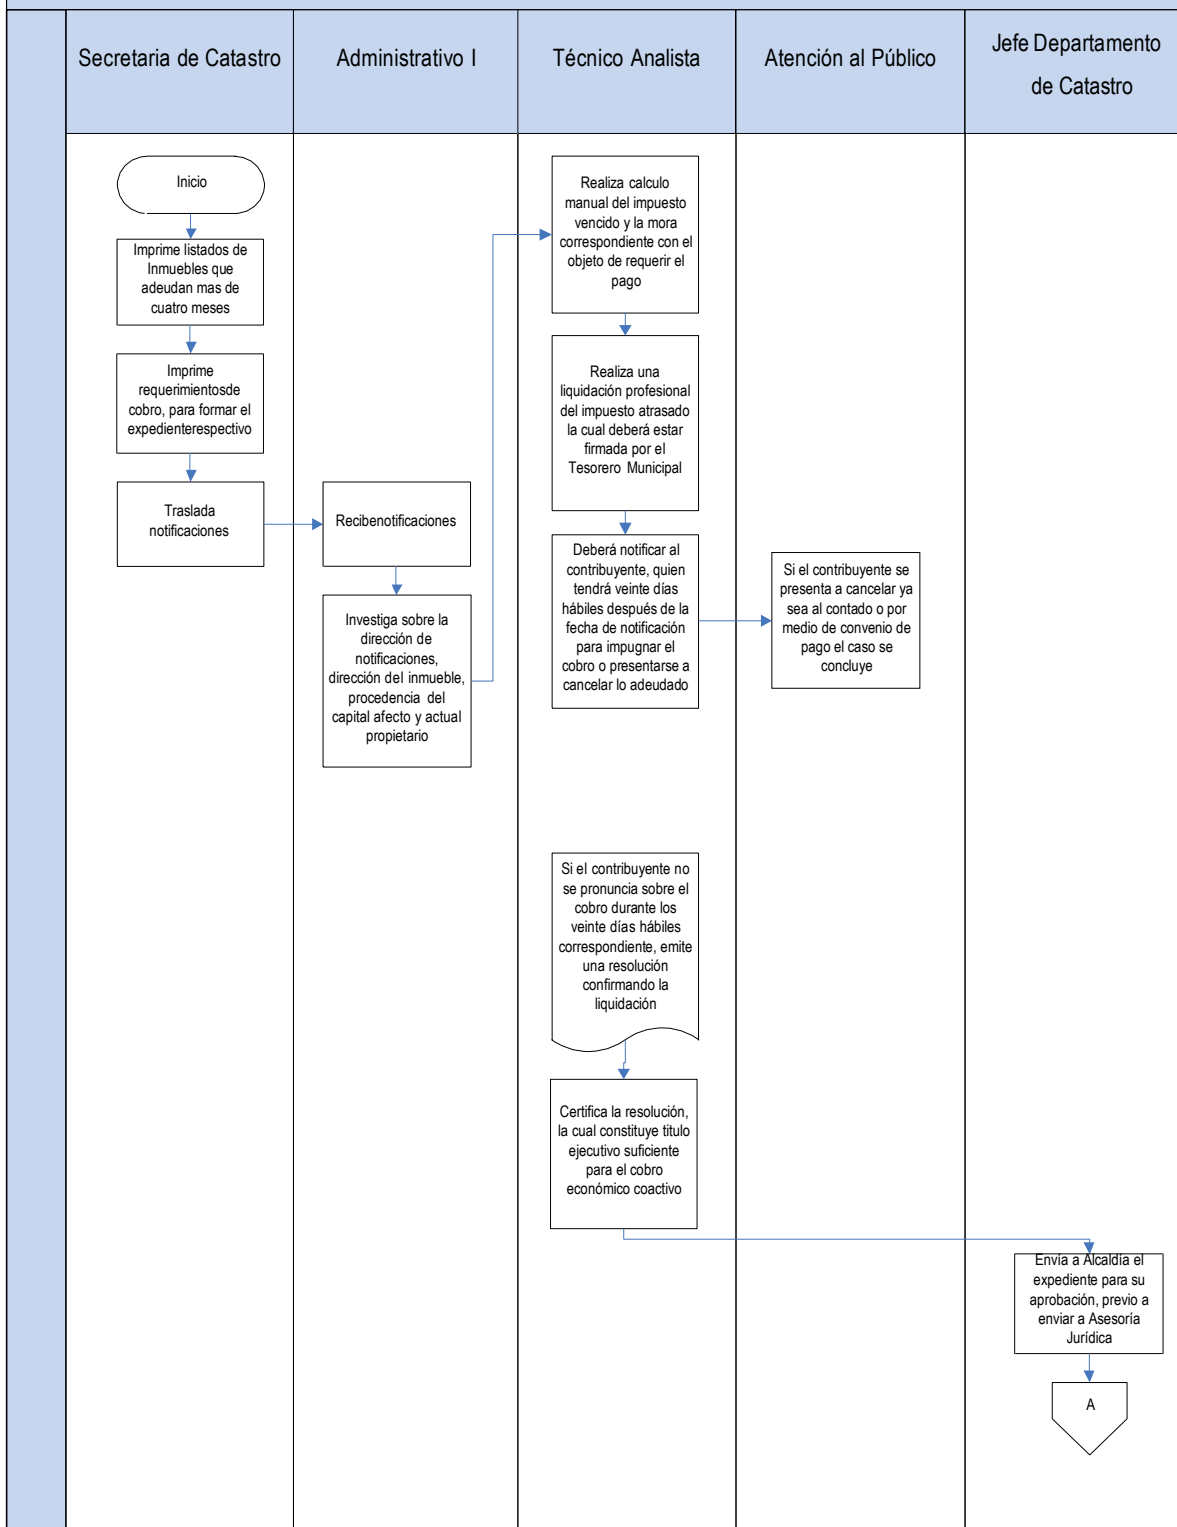 Secretaria de Catastro
Administrativo I
Técnico Analista
Atención al Público
Jefe Departamento
de Catastro
Inicio
Imprime listados de
Inmuebles que
adeudan mas de
cuatro meses
Imprime
requerimientosde
cobro, para formar el
expedienterespectivo
Traslada
notificaciones
Recibenotificaciones
Investiga sobre la
dirección de
notificaciones,
dirección del inmueble,
procedencia del
capital afecto y actual
propietario
Realiza calculo
manual del impuesto
vencido y la mora
correspondiente con el
objeto de requerir el
pago
Realiza una
liquidación profesional
del impuesto atrasado
la cual deberá estar
firmada por el
Tesorero Municipal
Deberá notificar al
contribuyente, quien
tendrá veinte días
hábiles después de la
fecha de notificación
para impugnar el
cobro o presentarse a
cancelar lo adeudado
Si el contribuyente se
presenta a cancelar ya
sea al contado o por
medio de convenio de
pago el caso se
concluye
Si el contribuyente no
se pronuncia sobre el
cobro durante los
veinte días hábiles
correspondiente, emite
una resolución
confirmando la
liquidación
Certifica la resolución,
la cual constituye titulo
ejecutivo suficiente
para el cobro
económico coactivo
Envía a Alcaldía el
expediente para su
aprobación, previo a
enviar a Asesoría
Jurídica
A